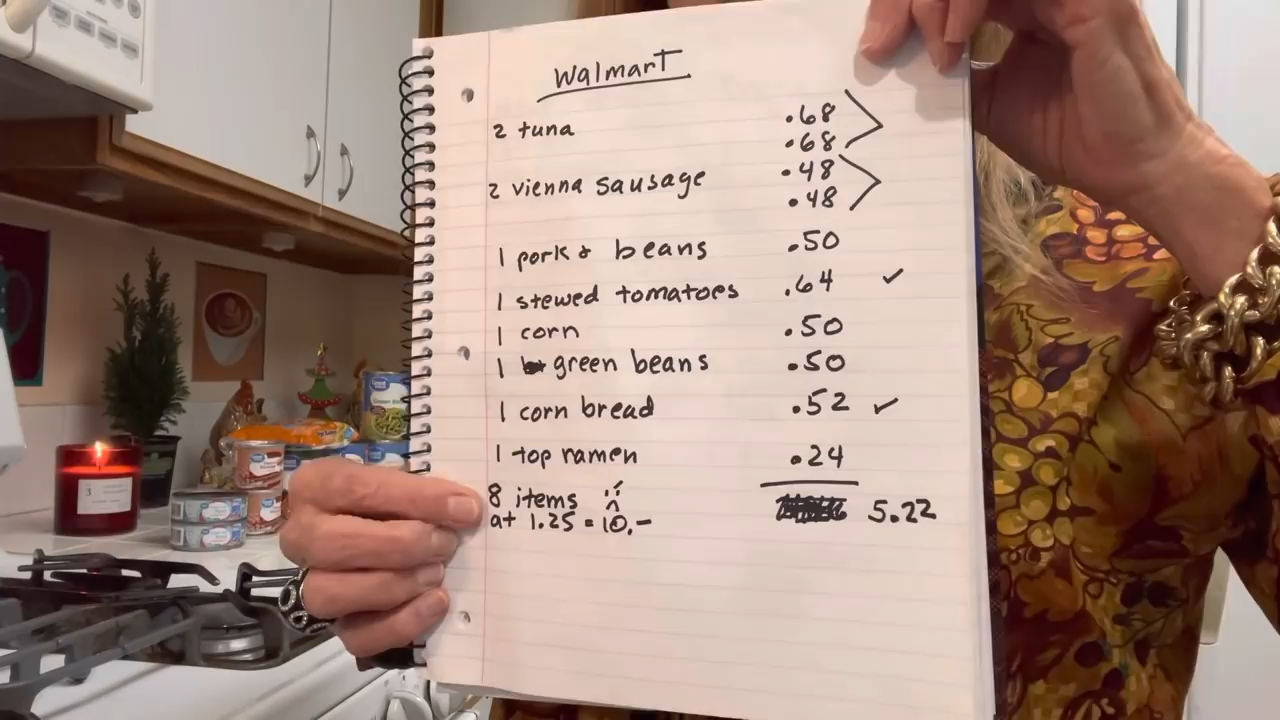 Walmart
2 tuna .68
.68
2 vienna sausage .48
.48
1 pork & beans .50
1 stewed tomatoes .64 ✓
1 corn .50
1 green beans .50
1 corn bread .52 ✓
1 top ramen .24
8 items
at 1.25 = 10.– 5.22
3